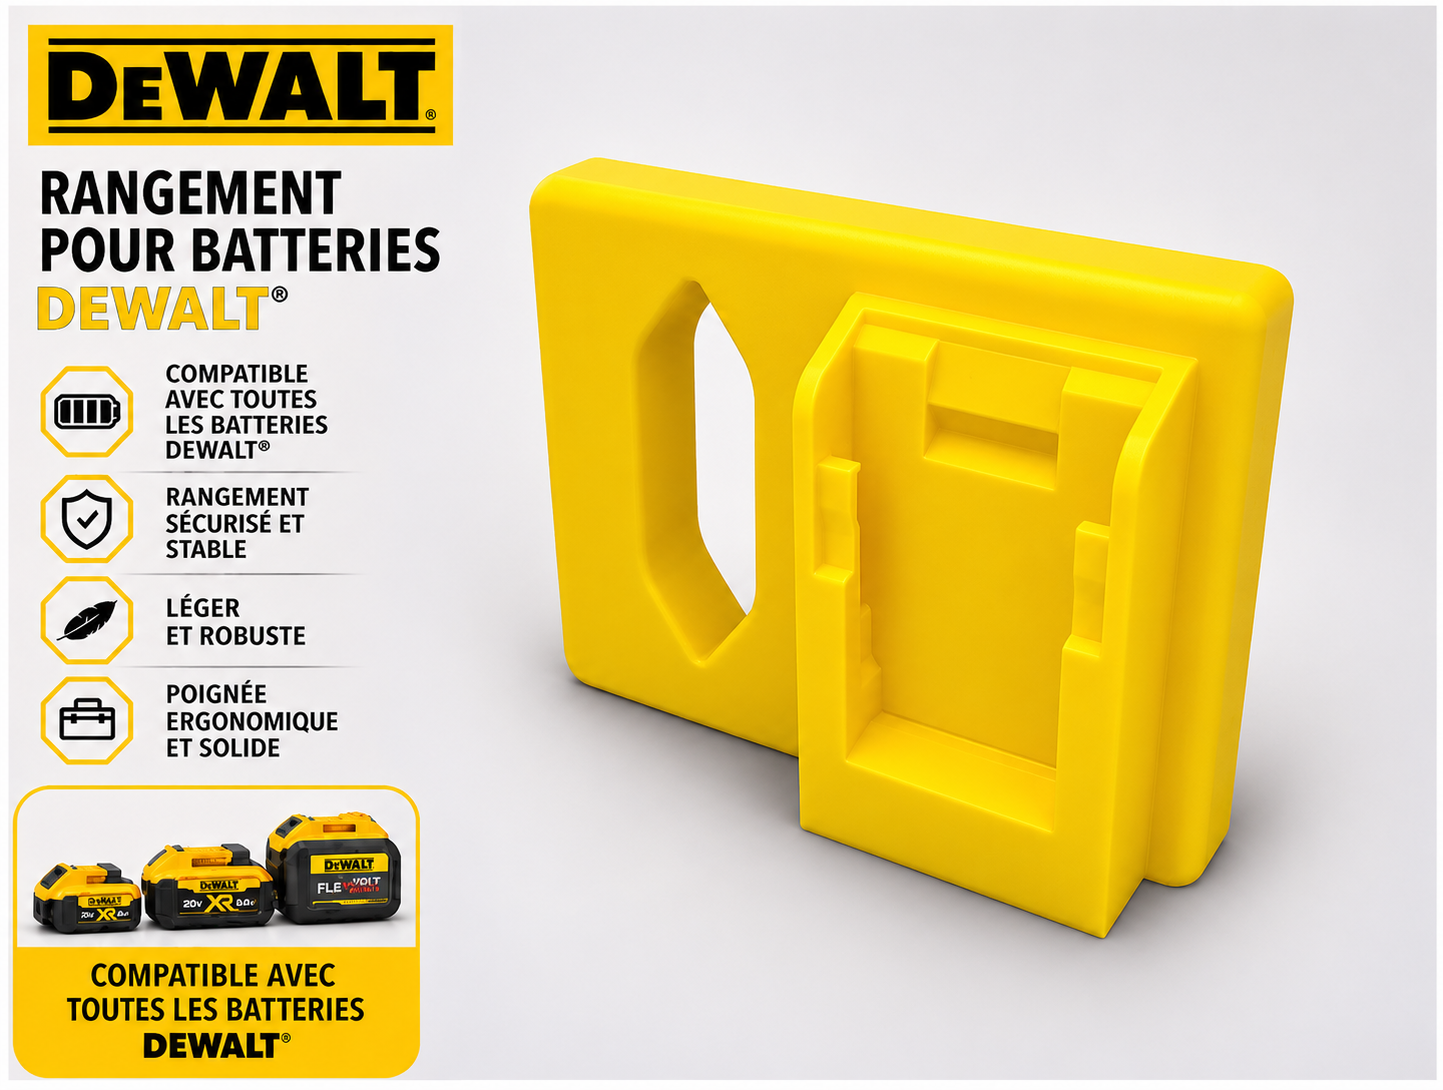 DEWALT®
RANGEMENT
POUR BATTERIES
DEWALT®
COMPATIBLE
AVEC TOUTES
LES BATTERIES
DEWALT®
RANGEMENT
SÉCURISÉ ET
STABLE
LÉGER
ET ROBUSTE
POIGNÉE
ERGONOMIQUE
ET SOLIDE
DEWALT
DEWALT
20V XR
XR
COMPATIBLE AVEC
TOUTES LES BATTERIES
DEWALT®